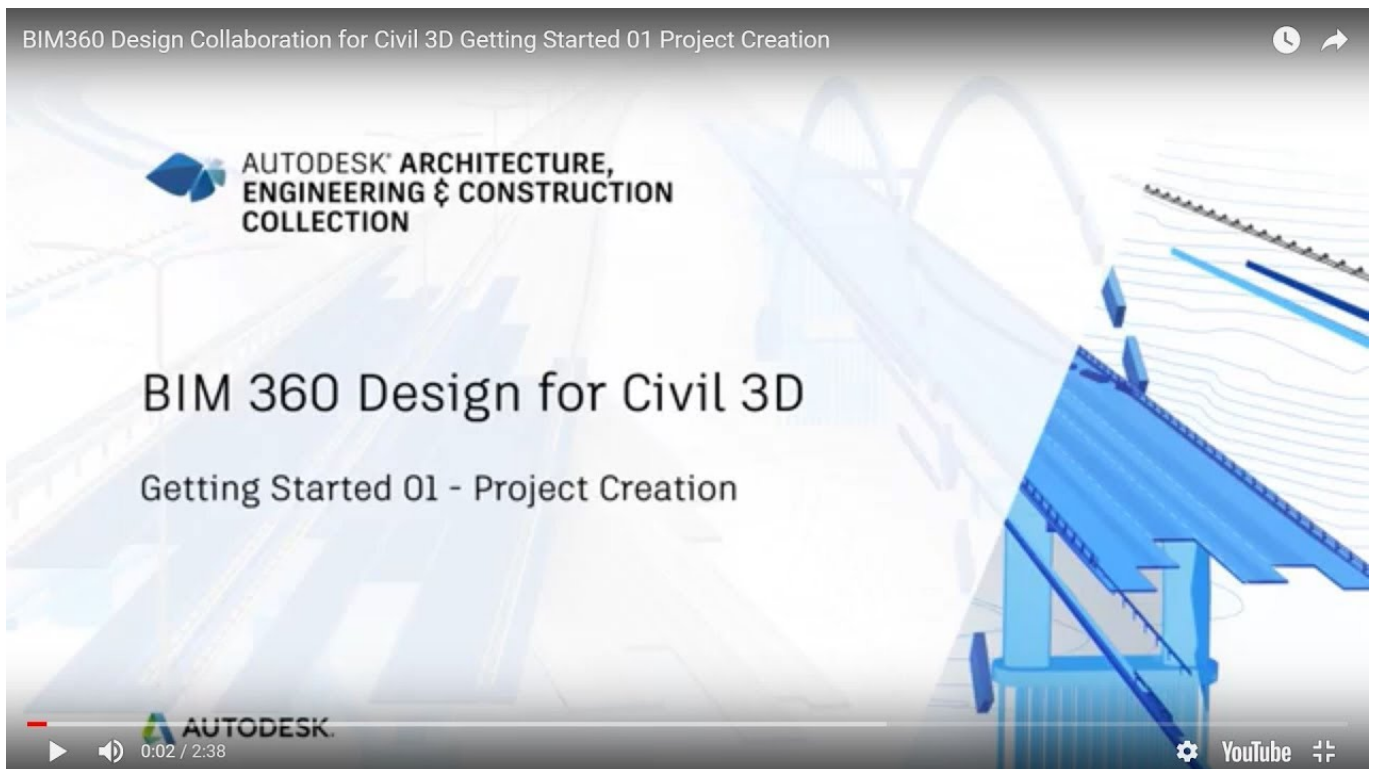 BIM360 Design Collaboration for Civil 3D Getting Started 01 Project Creation
AUTODESK® ARCHITECTURE,
ENGINEERING & CONSTRUCTION
COLLECTION
BIM 360 Design for Civil 3D
Getting Started 01 - Project Creation
AUTODESK.
0:02 / 2:38
YouTube